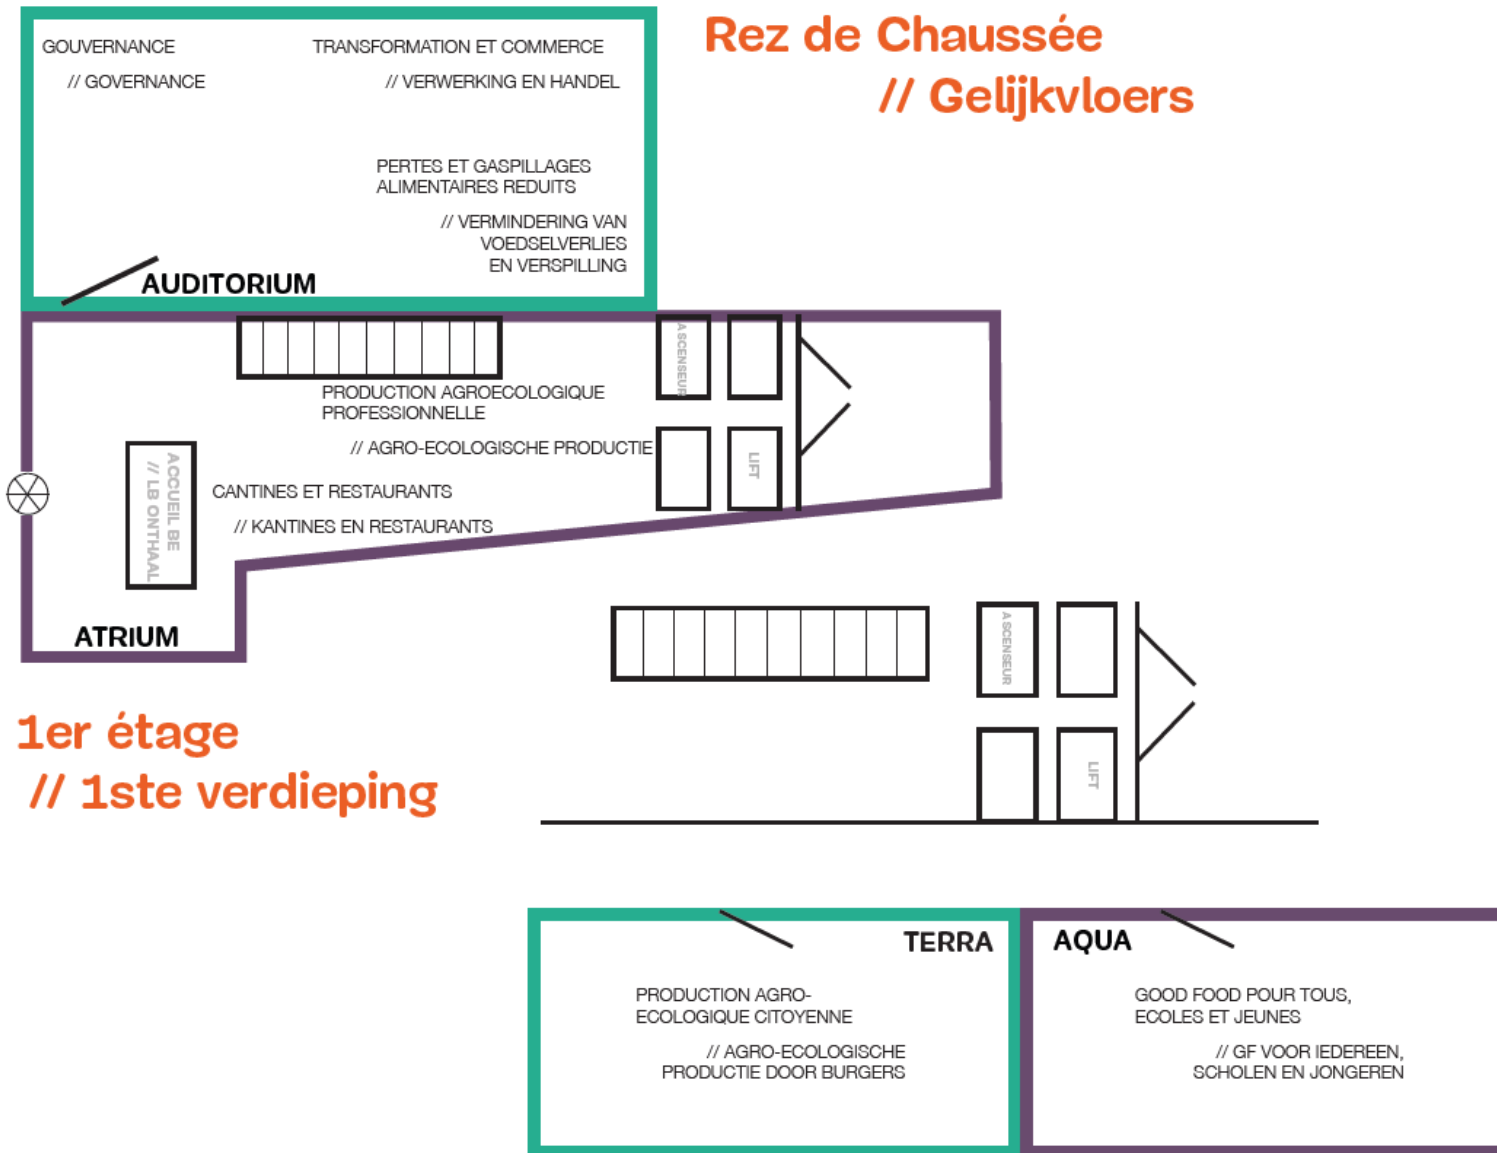 Rez de Chaussée
// Gelijkvloers
GOUVERNANCE
// GOVERNANCE
TRANSFORMATION ET COMMERCE
// VERWERKING EN HANDEL
PERTES ET GASPILLAGES
ALIMENTAIRES REDUITS
// VERMINDERING VAN
VOEDSELVERLIES
EN VERSPILLING
AUDITORIUM
ASCENSEUR
PRODUCTION AGROECOLOGIQUE
PROFESSIONNELLE
// AGRO-ECOLOGISCHE PRODUCTIE
LIFT
ACCUEIL BE
// LB ONTHAAL
CANTINES ET RESTAURANTS
// KANTINES EN RESTAURANTS
ATRIUM
1er étage
// 1ste verdieping
ASCENSEUR
LIFT
TERRA
PRODUCTION AGRO-
ECOLOGIQUE CITOYENNE
// AGRO-ECOLOGISCHE
PRODUCTIE DOOR BURGERS
AQUA
GOOD FOOD POUR TOUS,
ECOLES ET JEUNES
// GF VOOR IEDEREEN,
SCHOLEN EN JONGEREN